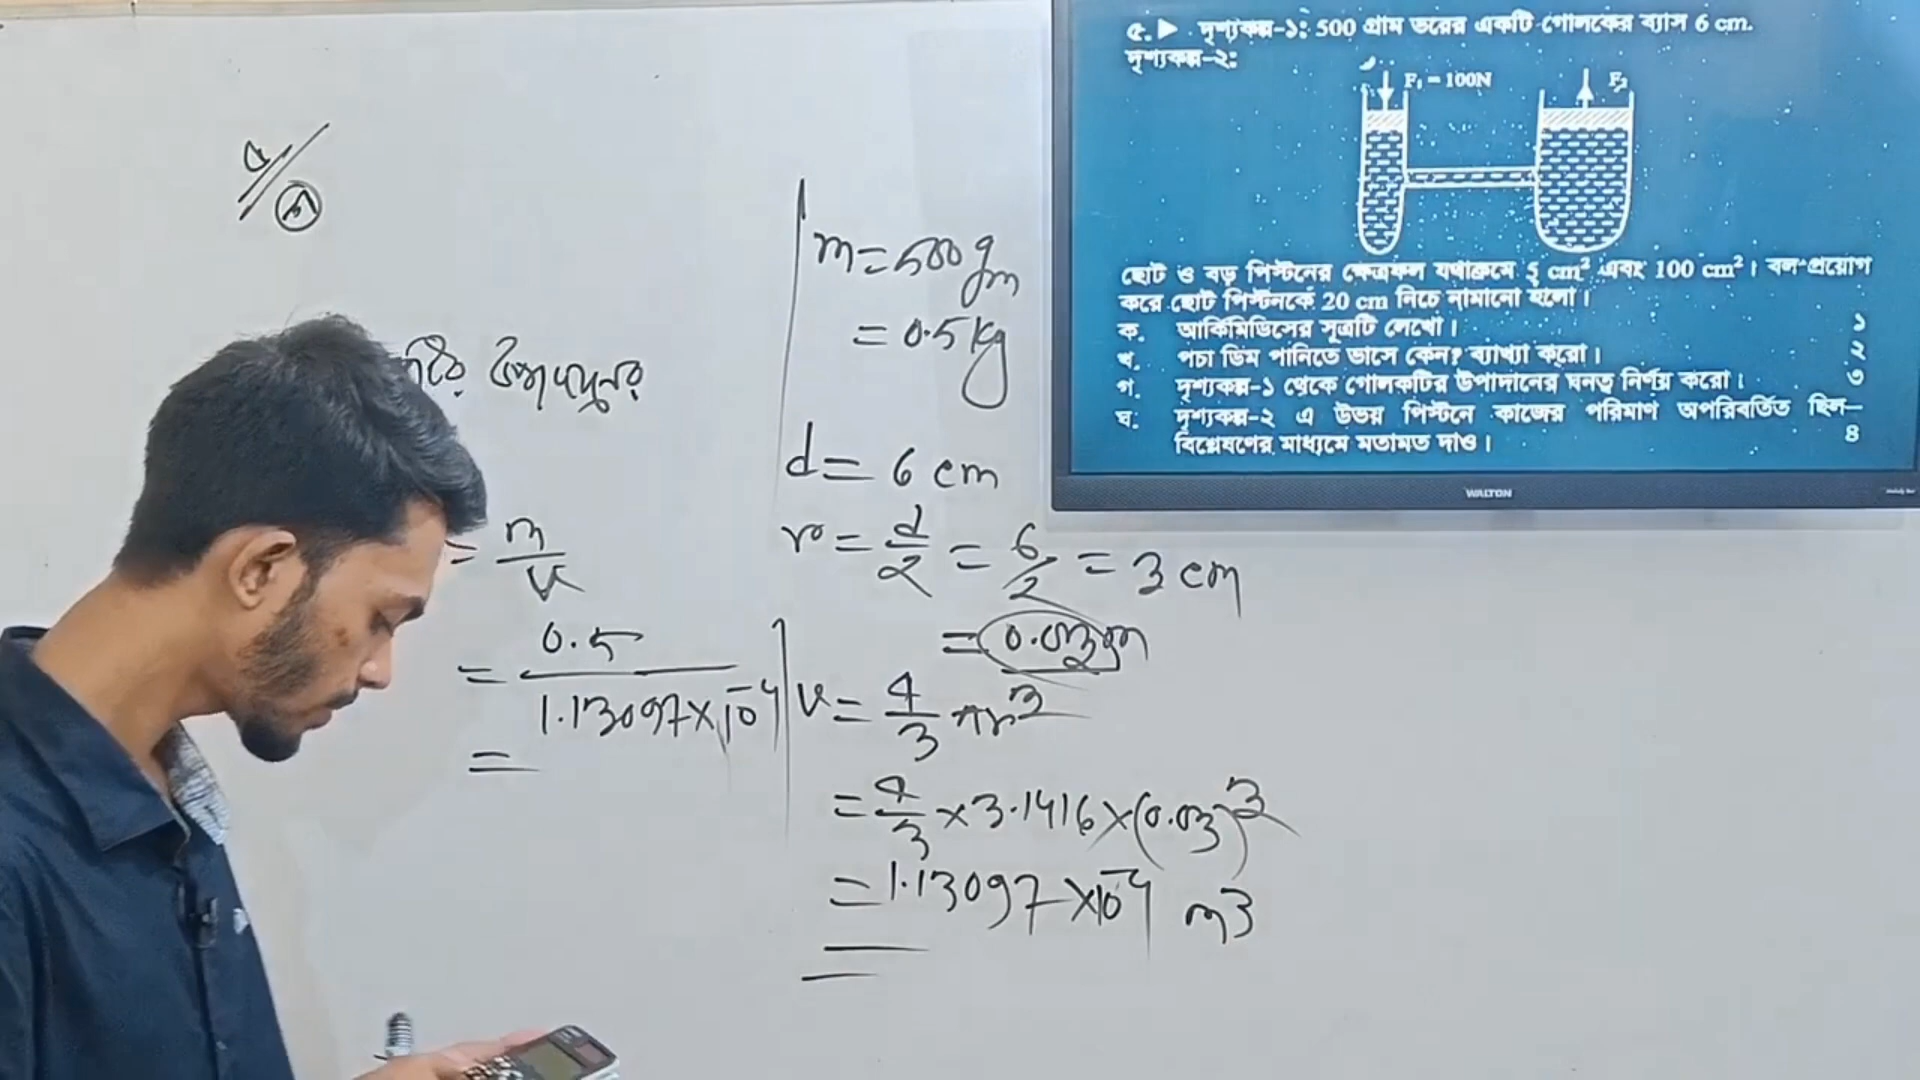 ৫. ▶ দৃশ্যকল্প-১: 500 গ্রাম ভরের একটি গোলকের ব্যাস 6 cm.
দৃশ্যকল্প-২:
F₁ = 100N
F₂
ছোট ও বড় পিস্টনের ক্ষেত্রফল যথাক্রমে 5 cm² এবং 100 cm²। বল প্রয়োগ
করে ছোট পিস্টনকে 20 cm নিচে নামানো হলো।
ক. আর্কিমিডিসের সূত্রটি লেখো। ১
খ. পচা ডিম পানিতে ভাসে কেন? ব্যাখ্যা করো। ২
গ. দৃশ্যকল্প-১ থেকে গোলকটির উপাদানের ঘনত্ব নির্ণয় করো। ৩
ঘ. দৃশ্যকল্প-২ এ উভয় পিস্টনে কাজের পরিমাণ অপরিবর্তিত ছিল—
বিশ্লেষণের মাধ্যমে মতামত দাও। ৪
WALTON
৫/গ
উপাদানের
= m/v
= 0.5/1.13097×10⁻⁴
=
m = 500 gm
= 0.5 kg
d = 6 cm
r = d/2 = 6/2 = 3 cm
= 0.03 m
v = 4/3 πr³
= 4/3 × 3.1416 × (0.03)³
= 1.13097 × 10⁻⁴ m3